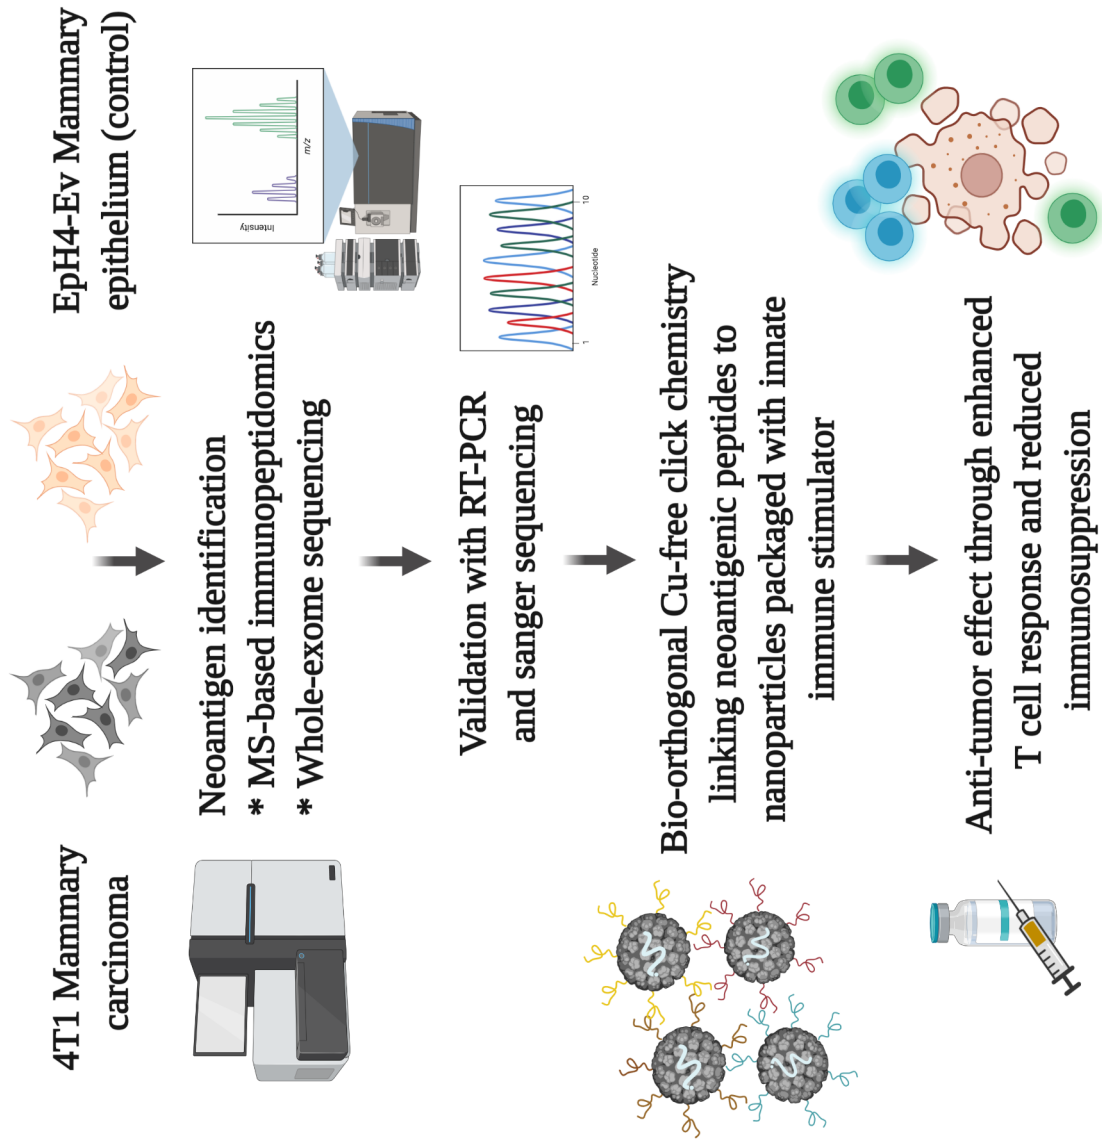 4T1 Mammary
carcinoma
EpH4-Ev Mammary
epithelium (control)
Neoantigen identification
* MS-based immunopeptidomics
* Whole-exome sequencing
Intensity
m/z
Validation with RT-PCR
and sanger sequencing
1
10
Nucleotide
Bio-orthogonal Cu-free click chemistry
linking neoantigenic peptides to
nanoparticles packaged with innate
immune stimulator
Anti-tumor effect through enhanced
T cell response and reduced
immunosuppression